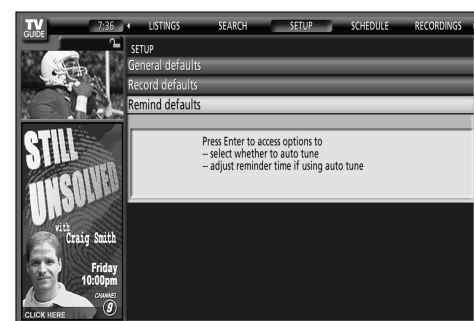 TV
GUIDE
7:36
LISTINGS
SEARCH
SETUP
SCHEDULE
RECORDINGS
SETUP
General defaults
Record defaults
Remind defaults
Press Enter to access options to
-- select whether to auto tune
-- adjust reminder time if using auto tune
STILL
UNSOLVED
with
Craig Smith
Friday
10:00pm
CHANNEL
9
CLICK HERE